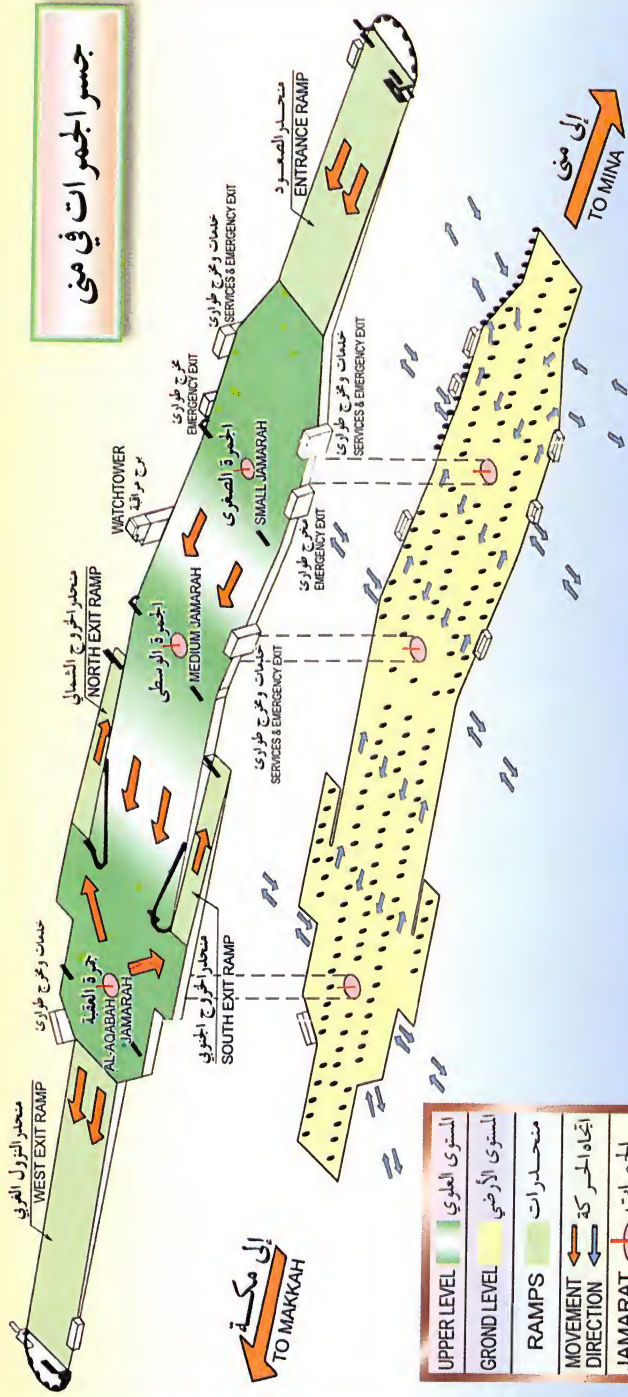 جسر الجمرات في منى
منحدر الصعود
ENTRANCE RAMP
خدمات ومخرج طوارئ
SERVICES & EMERGENCY EXIT
مخرج طوارئ
EMERGENCY EXIT
WATCHTOWER
برج مراقبة
منحدر الخروج الشمالي
NORTH EXIT RAMP
خدمات ومخرج طوارئ
منحدر النزول الغربي
WEST EXIT RAMP
جمرة العقبة
AL-AQABAH
JAMARAH
الجمرة الوسطى
MEDIUM JAMARAH
الجمرة الصغرى
SMALL JAMARAH
خدمات ومخرج طوارئ
SERVICES & EMERGENCY EXIT
مخرج طوارئ
EMERGENCY EXIT
خدمات ومخرج طوارئ
SERVICES & EMERGENCY EXIT
منحدر الخروج الجنوبي
SOUTH EXIT RAMP
إلى مكة
TO MAKKAH
إلى منى
TO MINA
UPPER LEVEL المستوى العلوي
GROND LEVEL المستوى الأرضي
RAMPS منحدرات
MOVEMENT
DIRECTION اتجاه الحركة
JAMARAT الجمرات